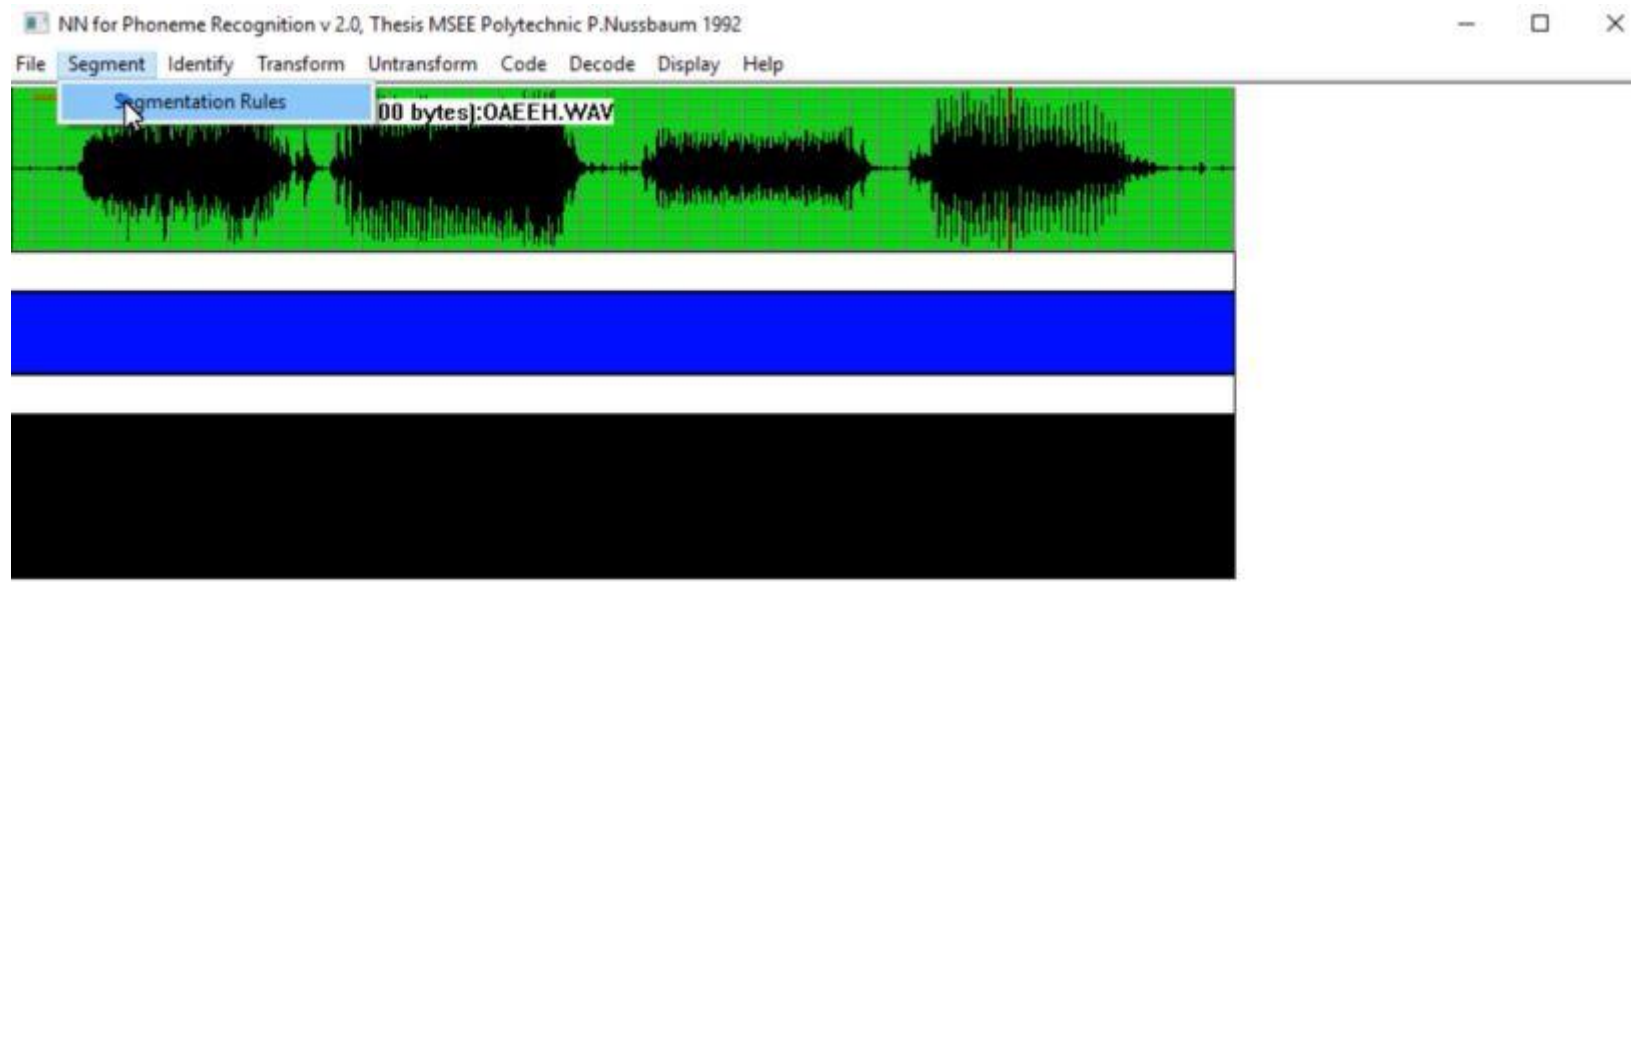 NN for Phoneme Recognition v 2.0, Thesis MSEE Polytechnic P.Nussbaum 1992
File Segment Identify Transform Untransform Code Decode Display Help
Segmentation Rules
00 bytes):OAEEH.WAV